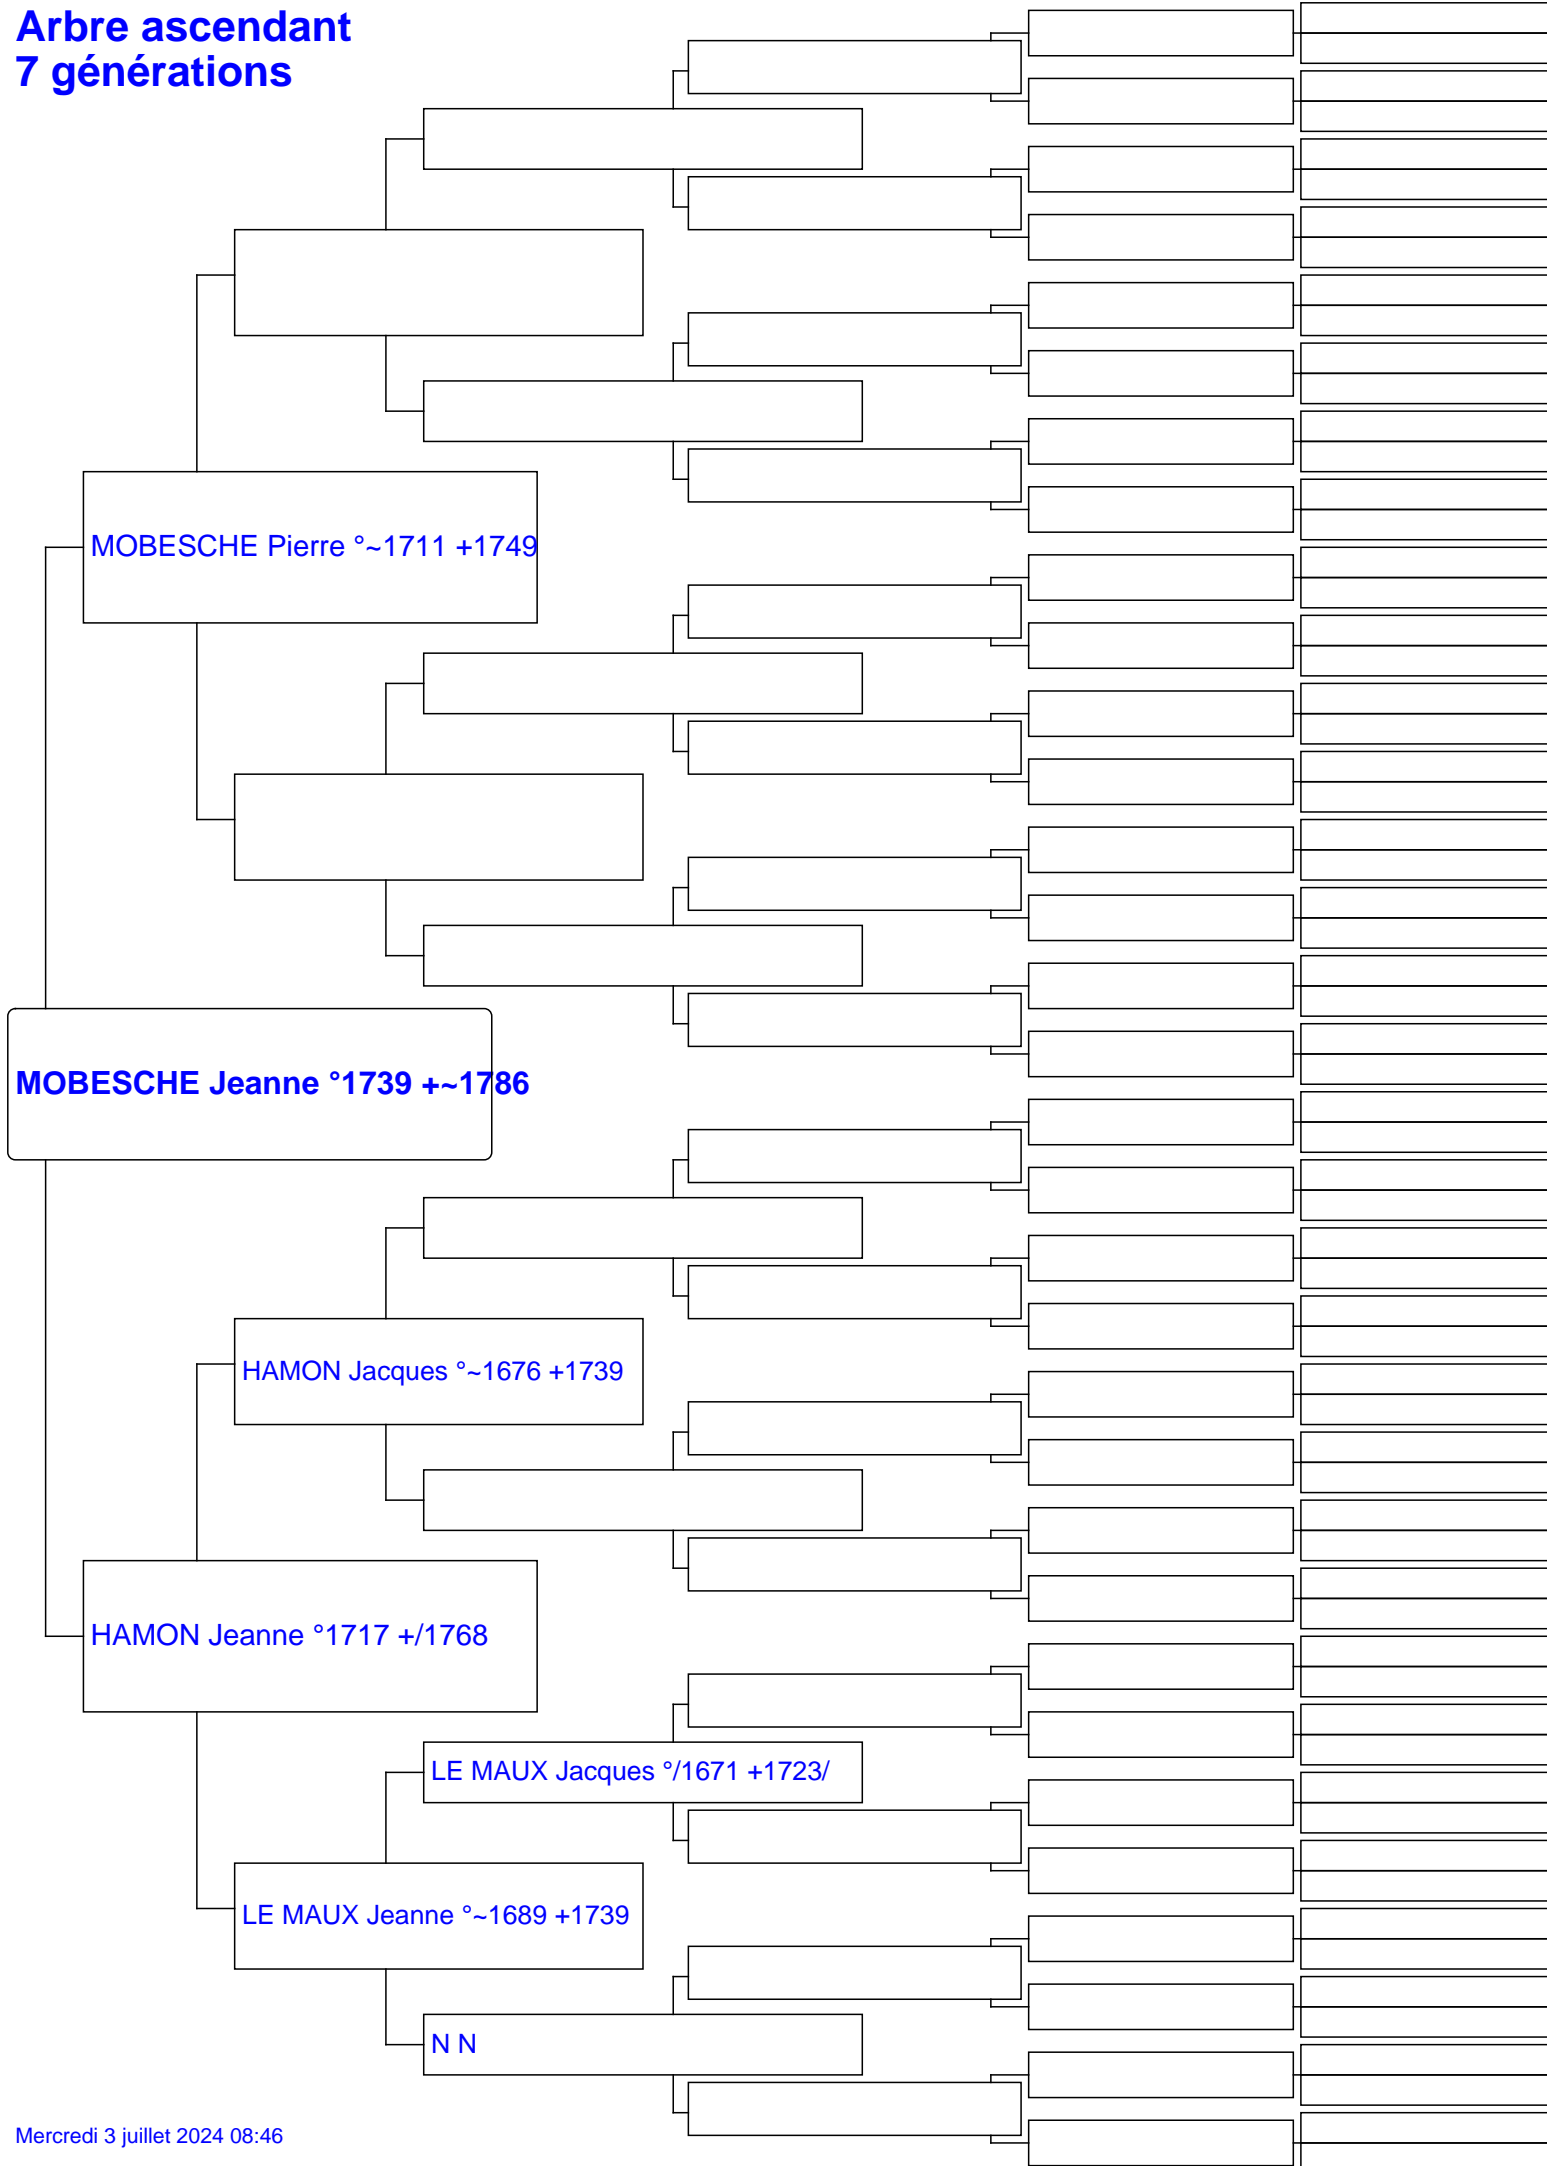 Arbre ascendant
7 générations
MOBESCHE Pierre °~1711 +1749
MOBESCHE Jeanne °1739 +~1786
HAMON Jacques °~1676 +1739
HAMON Jeanne °1717 +/1768
LE MAUX Jacques °/1671 +1723/
LE MAUX Jeanne °~1689 +1739
N N
Mercredi 3 juillet 2024 08:46